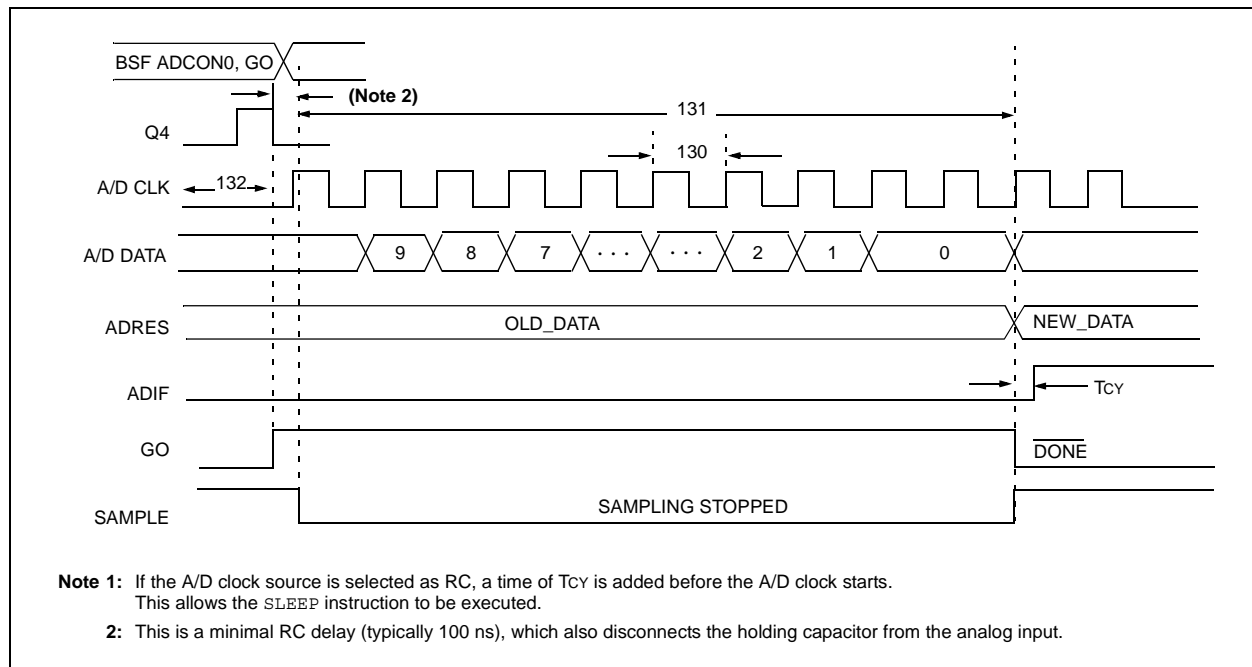 BSF ADCON0, GO
(Note 2)
131
Q4
130
A/D CLK
132
A/D DATA
9 8 7 · · · · · · 2 1 0
ADRES
OLD_DATA
NEW_DATA
ADIF
TCY
GO
DONE
SAMPLE
SAMPLING STOPPED
Note 1: If the A/D clock source is selected as RC, a time of TCY is added before the A/D clock starts.
This allows the SLEEP instruction to be executed.
2: This is a minimal RC delay (typically 100 ns), which also disconnects the holding capacitor from the analog input.